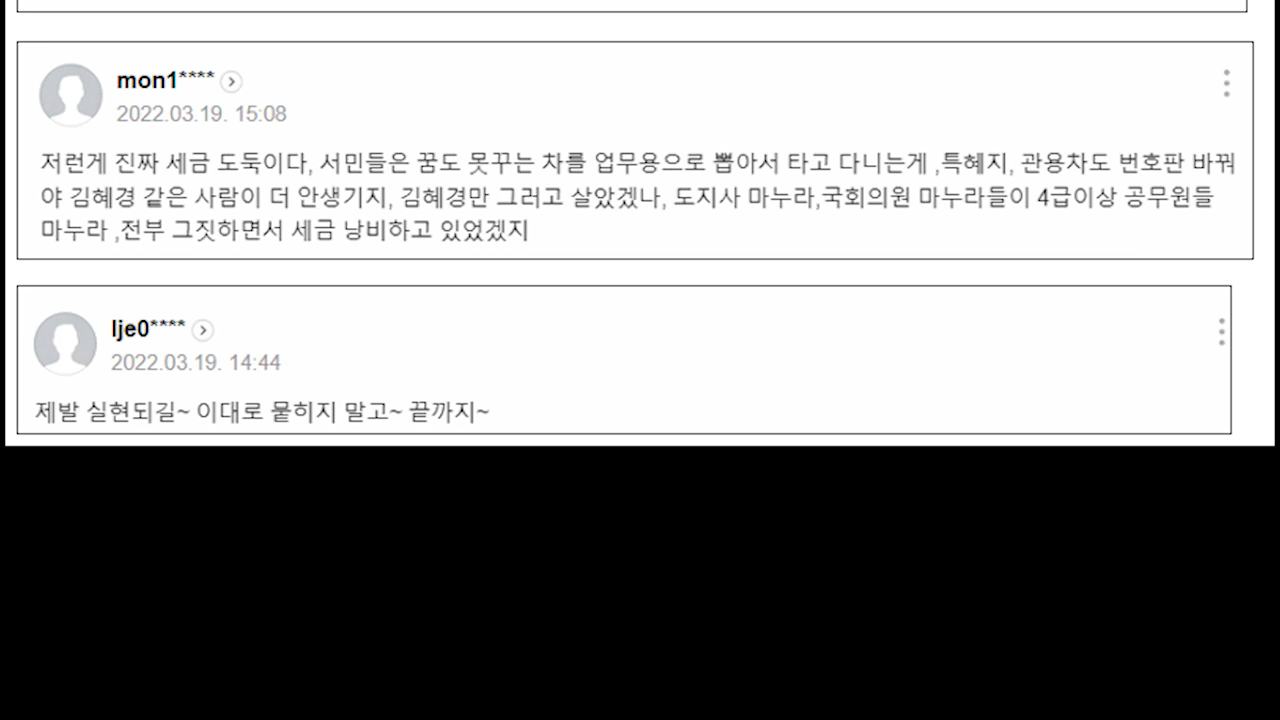 mon1****
2022.03.19. 15:08
저런게 진짜 세금 도둑이다, 서민들은 꿈도 못꾸는 차를 업무용으로 뽑아서 타고 다니는게 ,특혜지, 관용차도 번호판 바꿔
야 김혜경 같은 사람이 더 안생기지, 김혜경만 그러고 살았겠나, 도지사 마누라,국회의원 마누라들이 4급이상 공무원들
마누라 ,전부 그짓하면서 세금 낭비하고 있었겠지
lje0****
2022.03.19. 14:44
제발 실현되길~ 이대로 뭍히지 말고~ 끝까지~